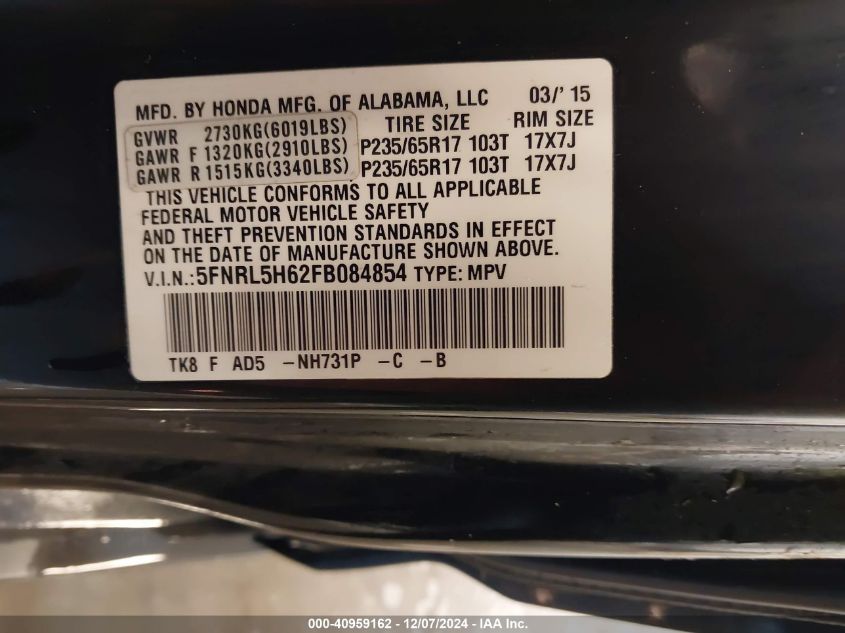 MFD. BY HONDA MFG. OF ALABAMA, LLC 03/'15
GVWR 2730KG(6019LBS) TIRE SIZE RIM SIZE
GAWR F 1320KG(2910LBS) P235/65R17 103T 17X7J
GAWR R 1515KG(3340LBS) P235/65R17 103T 17X7J
THIS VEHICLE CONFORMS TO ALL APPLICABLE
FEDERAL MOTOR VEHICLE SAFETY
AND THEFT PREVENTION STANDARDS IN EFFECT
ON THE DATE OF MANUFACTURE SHOWN ABOVE.
V.I.N.:5FNRL5H62FB084854 TYPE: MPV
TK8 F AD5 -NH731P -C -B
000-40959162 - 12/07/2024 - IAA Inc.